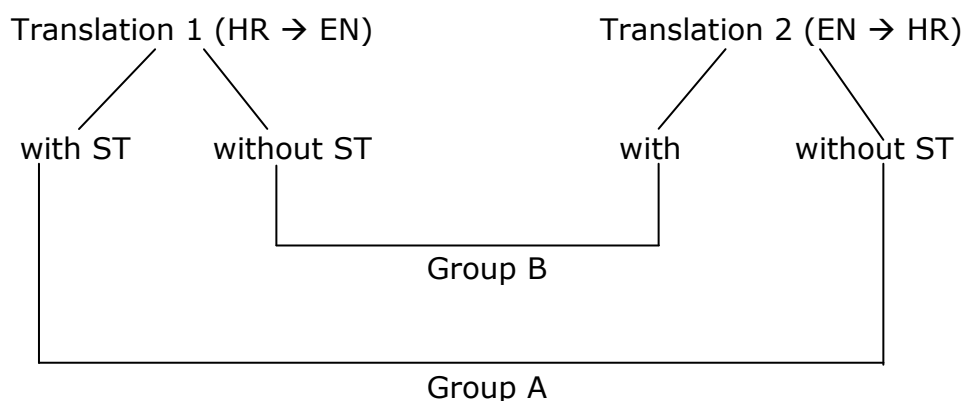 Translation 1 (HR → EN) Translation 2 (EN → HR)
with ST without ST with without ST
Group B
Group A